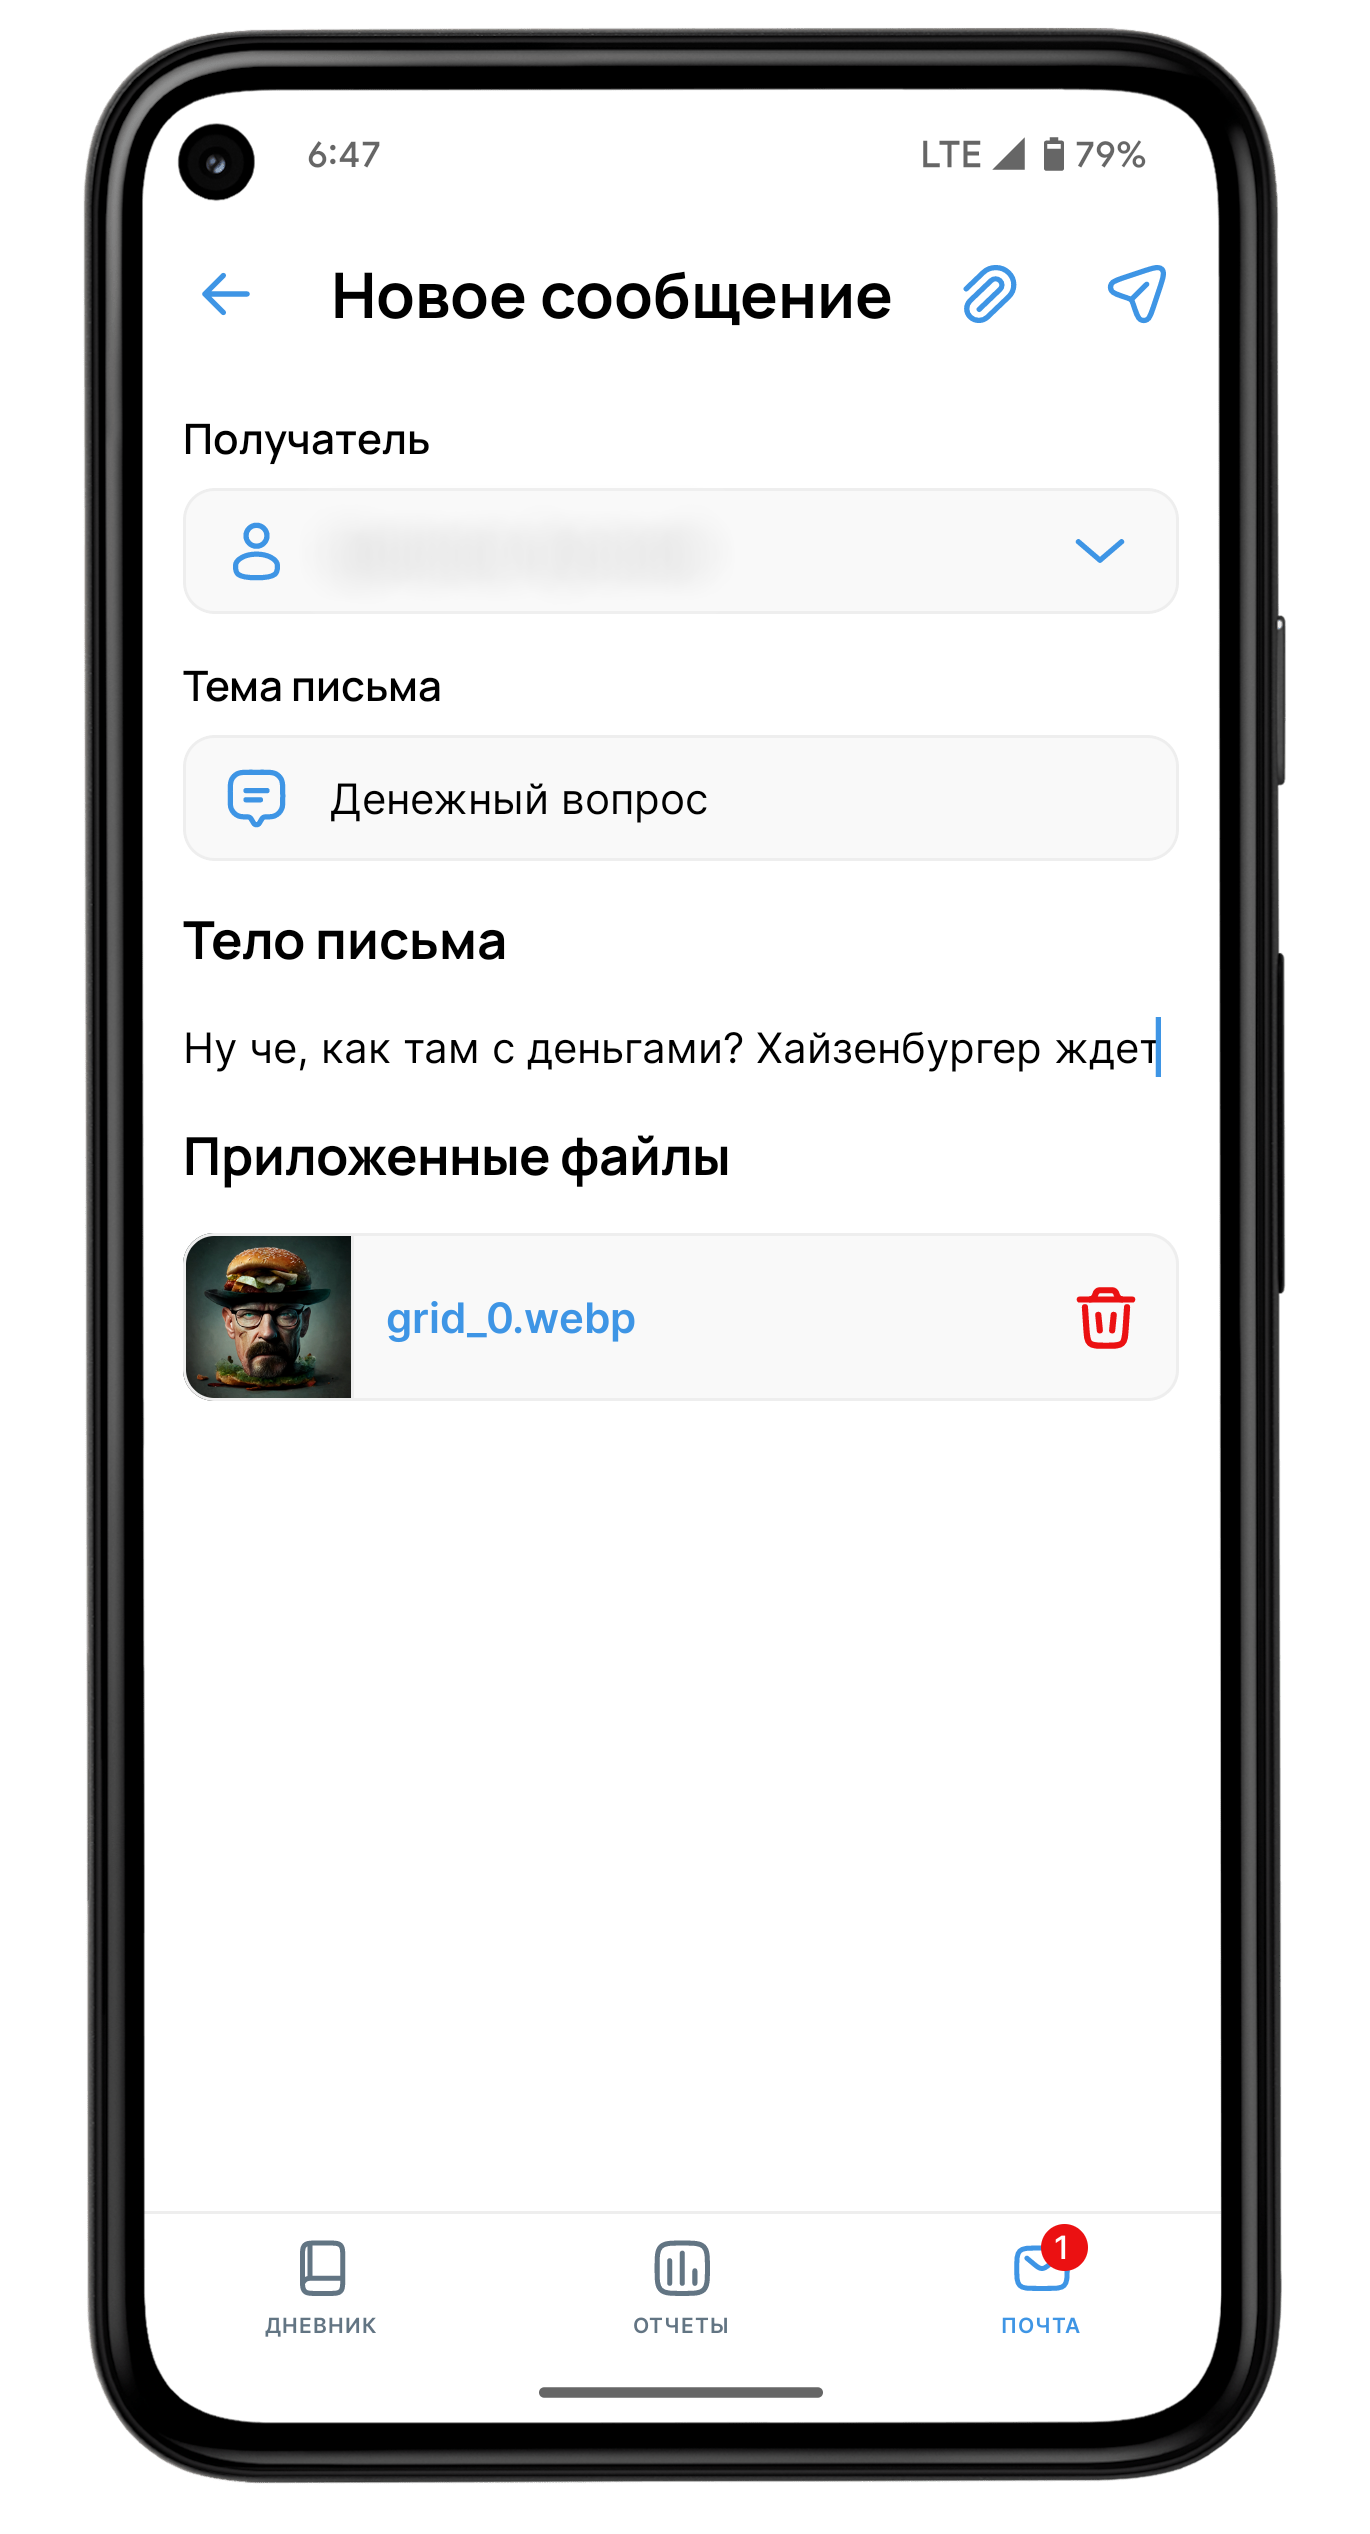 6:47
LTE 79%
Новое сообщение
Получатель
Тема письма
Денежный вопрос
Тело письма
Ну че, как там с деньгами? Хайзенбургер ждет
Приложенные файлы
grid_0.webp
1
ДНЕВНИК
ОТЧЕТЫ
ПОЧТА